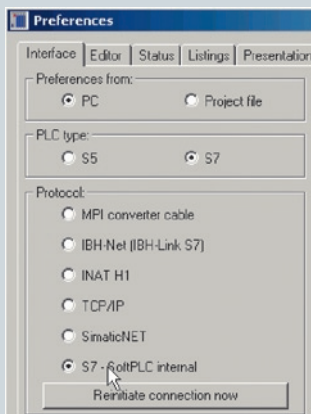 Preferences
Interface Editor Status Listings Presentation
Preferences from:
PC Project file
PLC type:
S5 S7
Protocol:
MPI converter cable
IBH-Net (IBH-Link S7)
INAT H1
TCP/IP
SimaticNET
S7 - SoftPLC internal
Reinitiate connection now